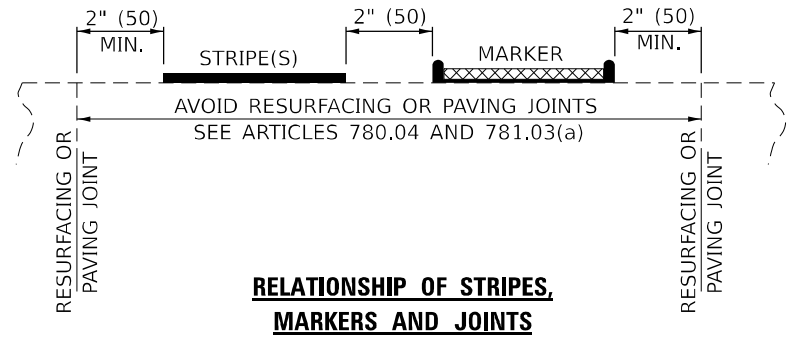 2" (50)
MIN.
2" (50)
2" (50)
MIN.
STRIPE(S)
MARKER
AVOID RESURFACING OR PAVING JOINTS
SEE ARTICLES 780.04 AND 781.03(a)
RESURFACING OR
PAVING JOINT
RESURFACING OR
PAVING JOINT
RELATIONSHIP OF STRIPES,
MARKERS AND JOINTS